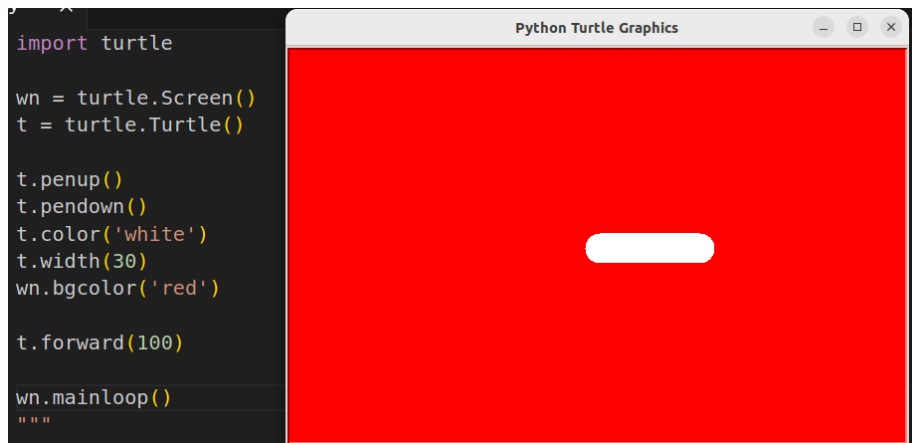 import turtle
Python Turtle Graphics
wn = turtle.Screen()
t = turtle.Turtle()
t.penup()
t.pendown()
t.color('white')
t.width(30)
wn.bgcolor('red')
t.forward(100)
wn.mainloop()
"""